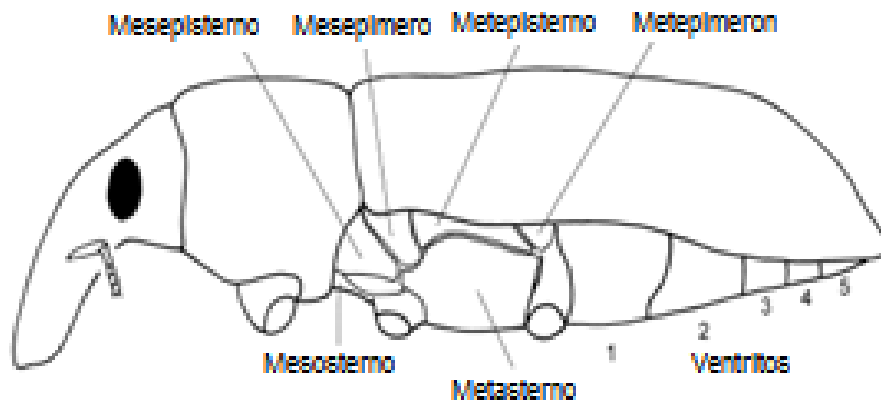 Mesepisterno Mesepimero Metepisterno Metepimeron
3 4 5
1 2 Ventritos
Mesosterno
Metasterno